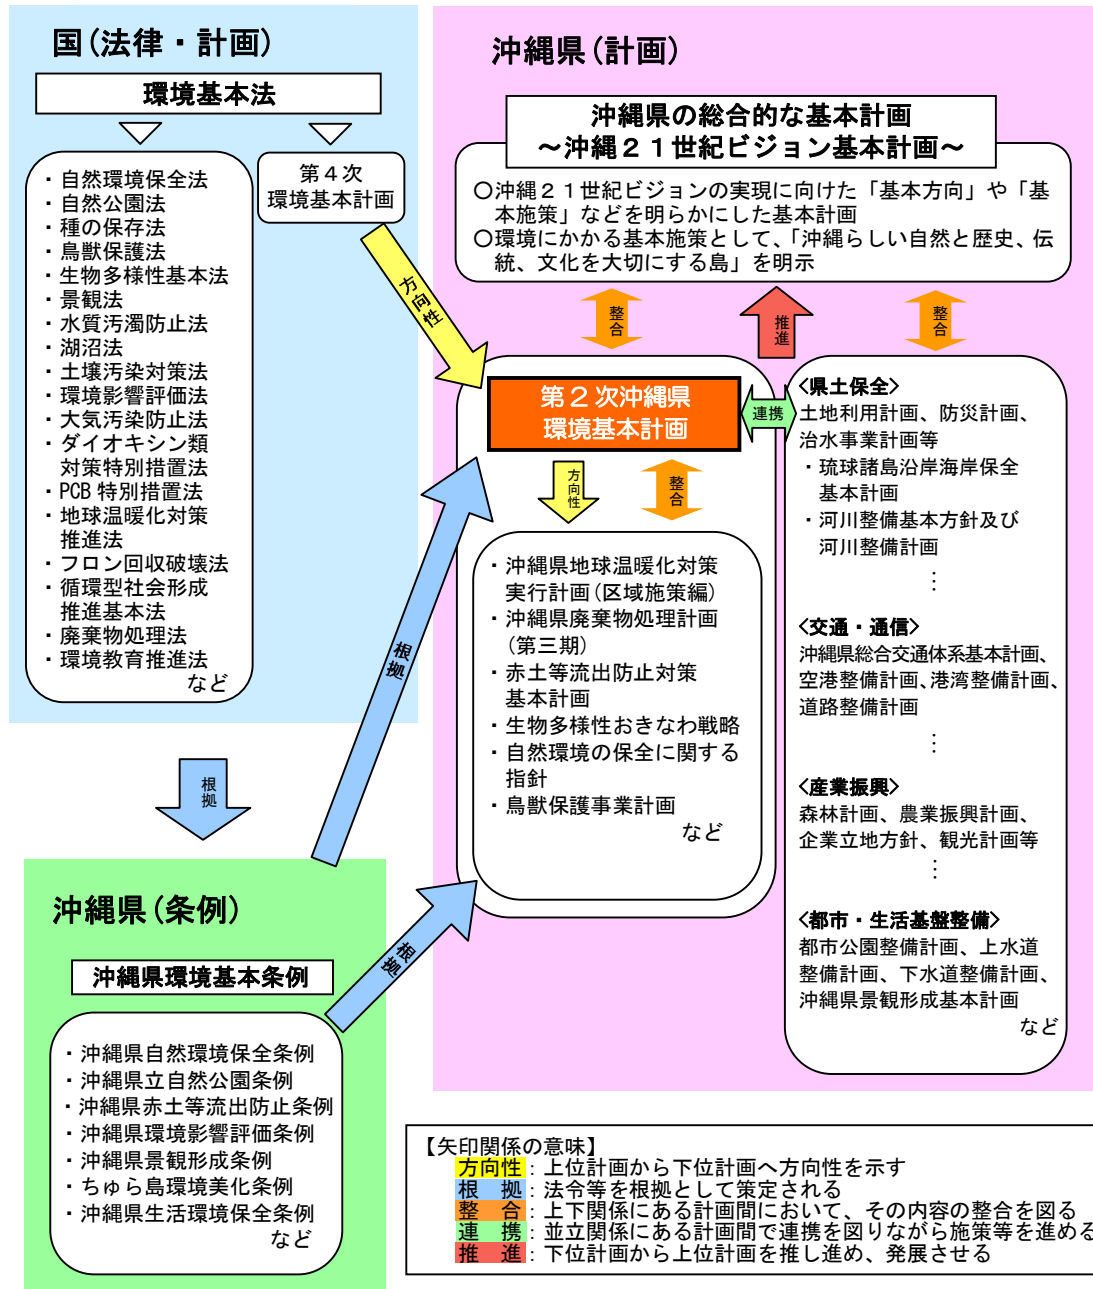 国(法律・計画)
環境基本法
・自然環境保全法
・自然公園法
・種の保存法
・鳥獣保護法
・生物多様性基本法
・景観法
・水質汚濁防止法
・湖沼法
・土壌汚染対策法
・環境影響評価法
・大気汚染防止法
・ダイオキシン類
対策特別措置法
・PCB特別措置法
・地球温暖化対策
推進法
・フロン回収破壊法
・循環型社会形成
推進基本法
・廃棄物処理法
・環境教育推進法
など
第4次
環境基本計画
方向性
根拠
沖縄県(条例)
沖縄県環境基本条例
・沖縄県自然環境保全条例
・沖縄県立自然公園条例
・沖縄県赤土等流出防止条例
・沖縄県環境影響評価条例
・沖縄県景観形成条例
・ちゅら島環境美化条例
・沖縄県生活環境保全条例
など
根拠
根拠
沖縄県(計画)
沖縄県の総合的な基本計画
~沖縄21世紀ビジョン基本計画~
○沖縄21世紀ビジョンの実現に向けた「基本方向」や「基
本施策」などを明らかにした基本計画
○環境にかかる基本施策として、「沖縄らしい自然と歴史、伝
統、文化を大切にする島」を明示
整合
推進
整合
第2次沖縄県
環境基本計画
連携
方向性
整合
・沖縄県地球温暖化対策
実行計画(区域施策編)
・沖縄県廃棄物処理計画
(第三期)
・赤土等流出防止対策
基本計画
・生物多様性おきなわ戦略
・自然環境の保全に関する
指針
・鳥獣保護事業計画
など
<県土保全>
土地利用計画、防災計画、
治水事業計画等
・琉球諸島沿岸海岸保全
基本計画
・河川整備基本方針及び
河川整備計画
⋮
<交通・通信>
沖縄県総合交通体系基本計画、
空港整備計画、港湾整備計画、
道路整備計画
⋮
<産業振興>
森林計画、農業振興計画、
企業立地方針、観光計画等
⋮
<都市・生活基盤整備>
都市公園整備計画、上水道
整備計画、下水道整備計画、
沖縄県景観形成基本計画
など
【矢印関係の意味】
方向性:上位計画から下位計画へ方向性を示す
根 拠:法令等を根拠として策定される
整 合:上下関係にある計画間において、その内容の整合を図る
連 携:並立関係にある計画間で連携を図りながら施策等を進める
推 進:下位計画から上位計画を推し進め、発展させる